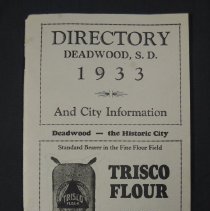 DIRECTORY
DEADWOOD, S. D.
1933
And City Information
Deadwood — the Historic City
Standard Bearer in the Fine Flour Field
TRISCO
FLOUR
TRISCO